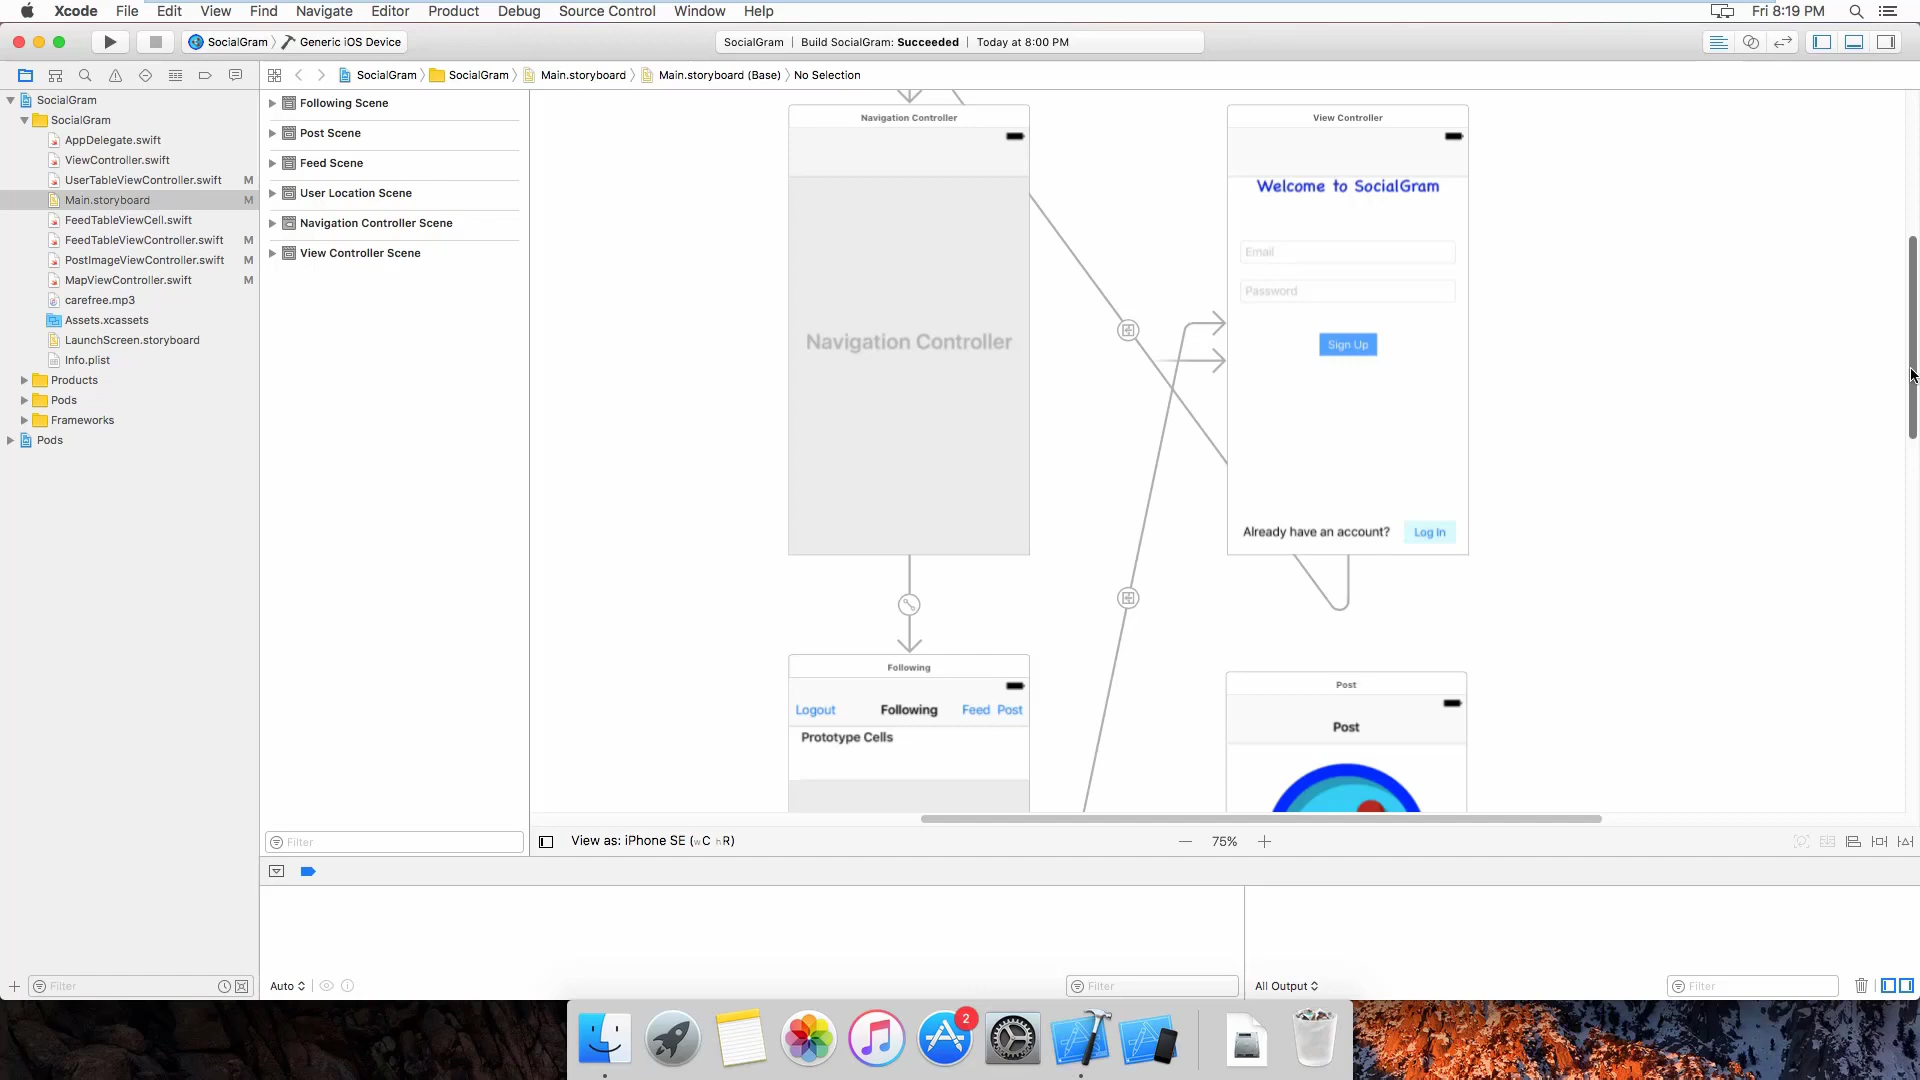 Xcode File Edit View Find Navigate Editor Product Debug Source Control Window Help Fri 8:19 PM
SocialGram Generic iOS Device SocialGram | Build SocialGram: Succeeded | Today at 8:00 PM
SocialGram SocialGram Main.storyboard Main.storyboard (Base) No Selection
SocialGram
SocialGram
AppDelegate.swift
ViewController.swift
UserTableViewController.swift M
Main.storyboard M
FeedTableViewCell.swift
FeedTableViewController.swift M
PostImageViewController.swift M
MapViewController.swift M
carefree.mp3
Assets.xcassets
LaunchScreen.storyboard
Info.plist
Products
Pods
Frameworks
Pods
Filter
Following Scene
Post Scene
Feed Scene
User Location Scene
Navigation Controller Scene
View Controller Scene
Filter
Navigation Controller
Navigation Controller
View Controller
Welcome to SocialGram
Email
Password
Sign Up
Already have an account? Log In
Following
Logout Following Feed Post
Prototype Cells
Post
Post
View as: iPhone SE (wC hR)
75%
Auto
Filter
All Output
Filter
2